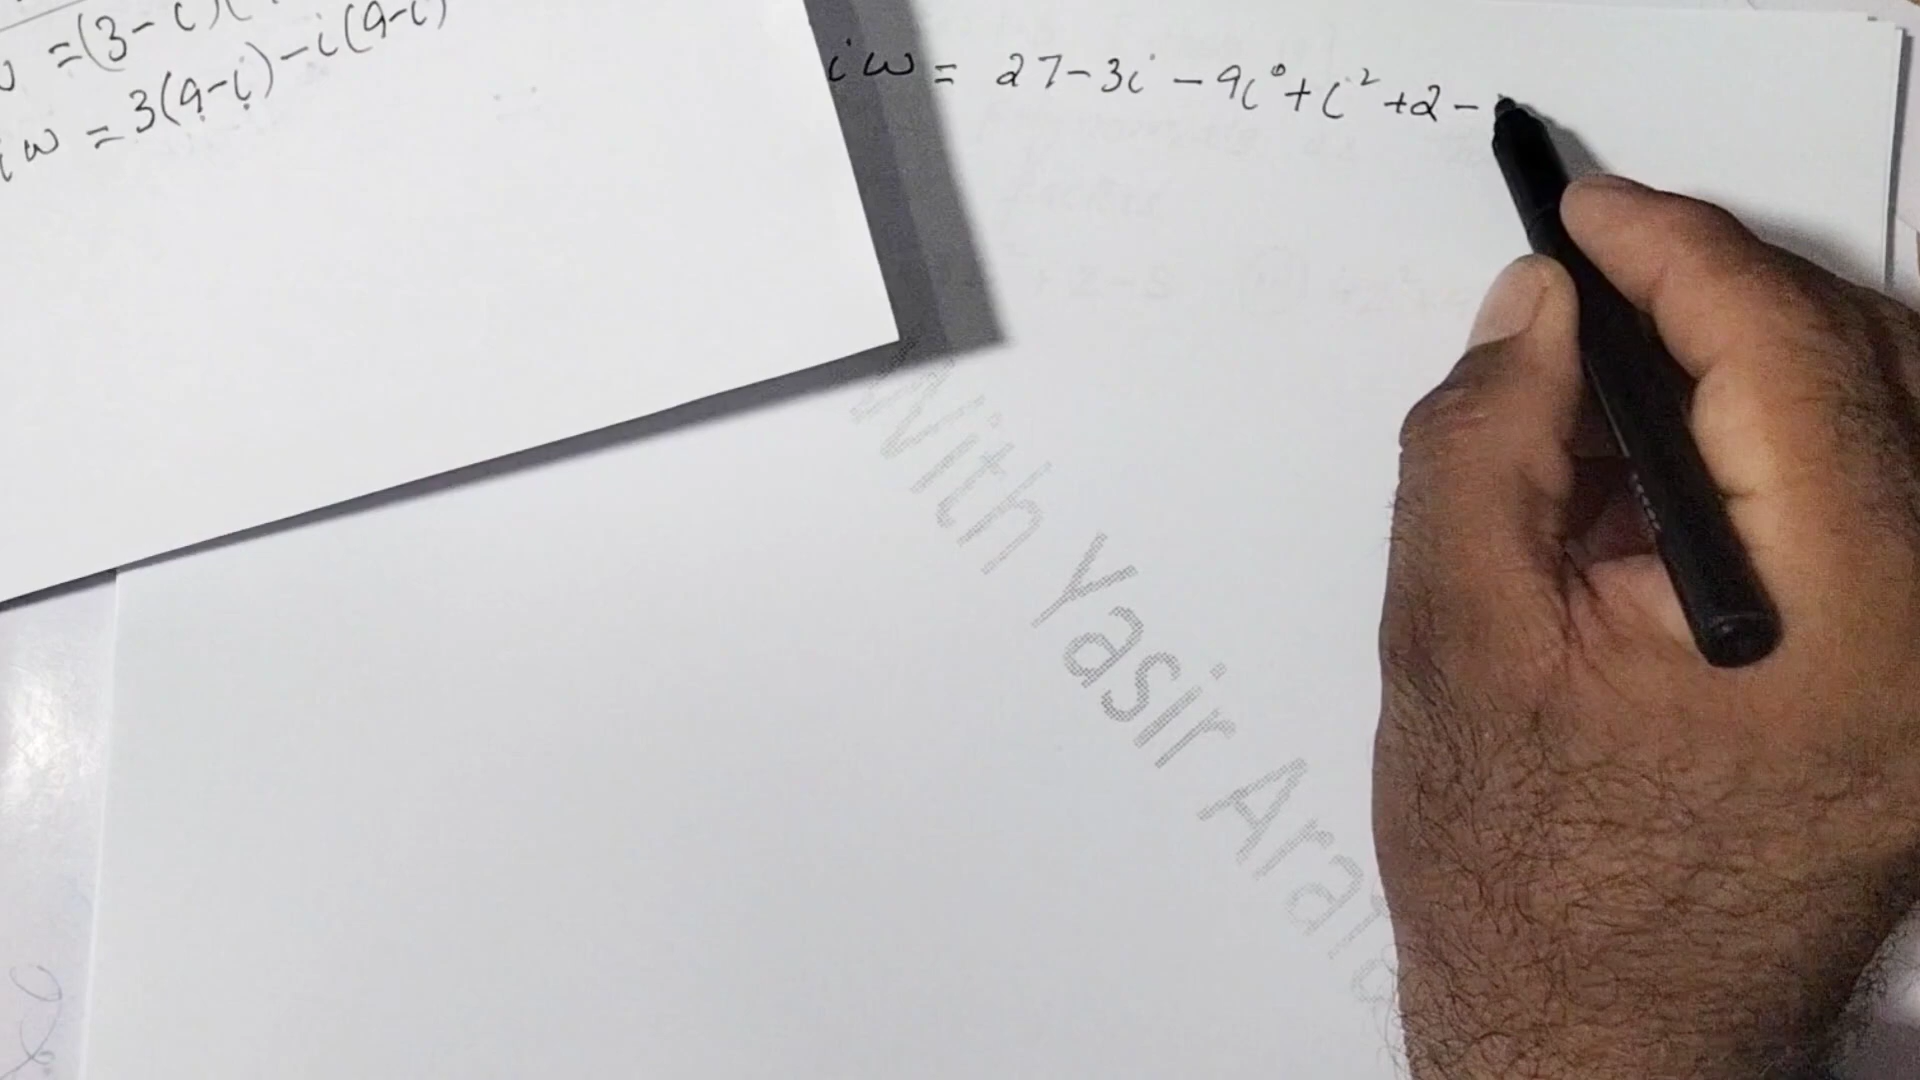 = (3-i)
iw = 3(9-i) - i(9-i)
iw = 27-3i - 9i + i² +2 -
With Yasir Ara